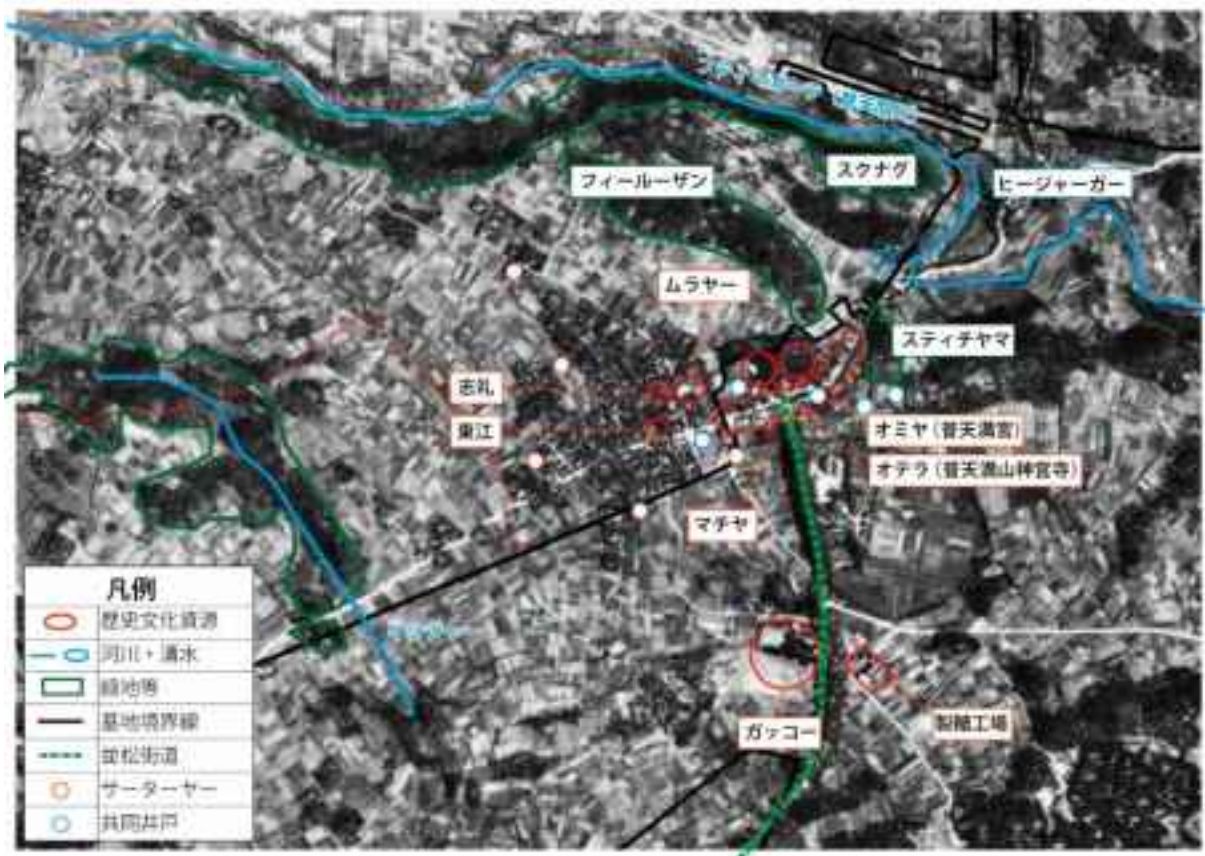 スクナグ
フィールーザン
ヒージャーガー
ムラヤー
スティチヤマ
志礼
東江
オミヤ(普天満宮)
オテラ(普天満山神宮寺)
マチヤ
凡例
歴史文化資源
河川・湧水
緑地等
基地境界線
並松街道
サーターヤー
共同井戸
ガッコー
製糖工場